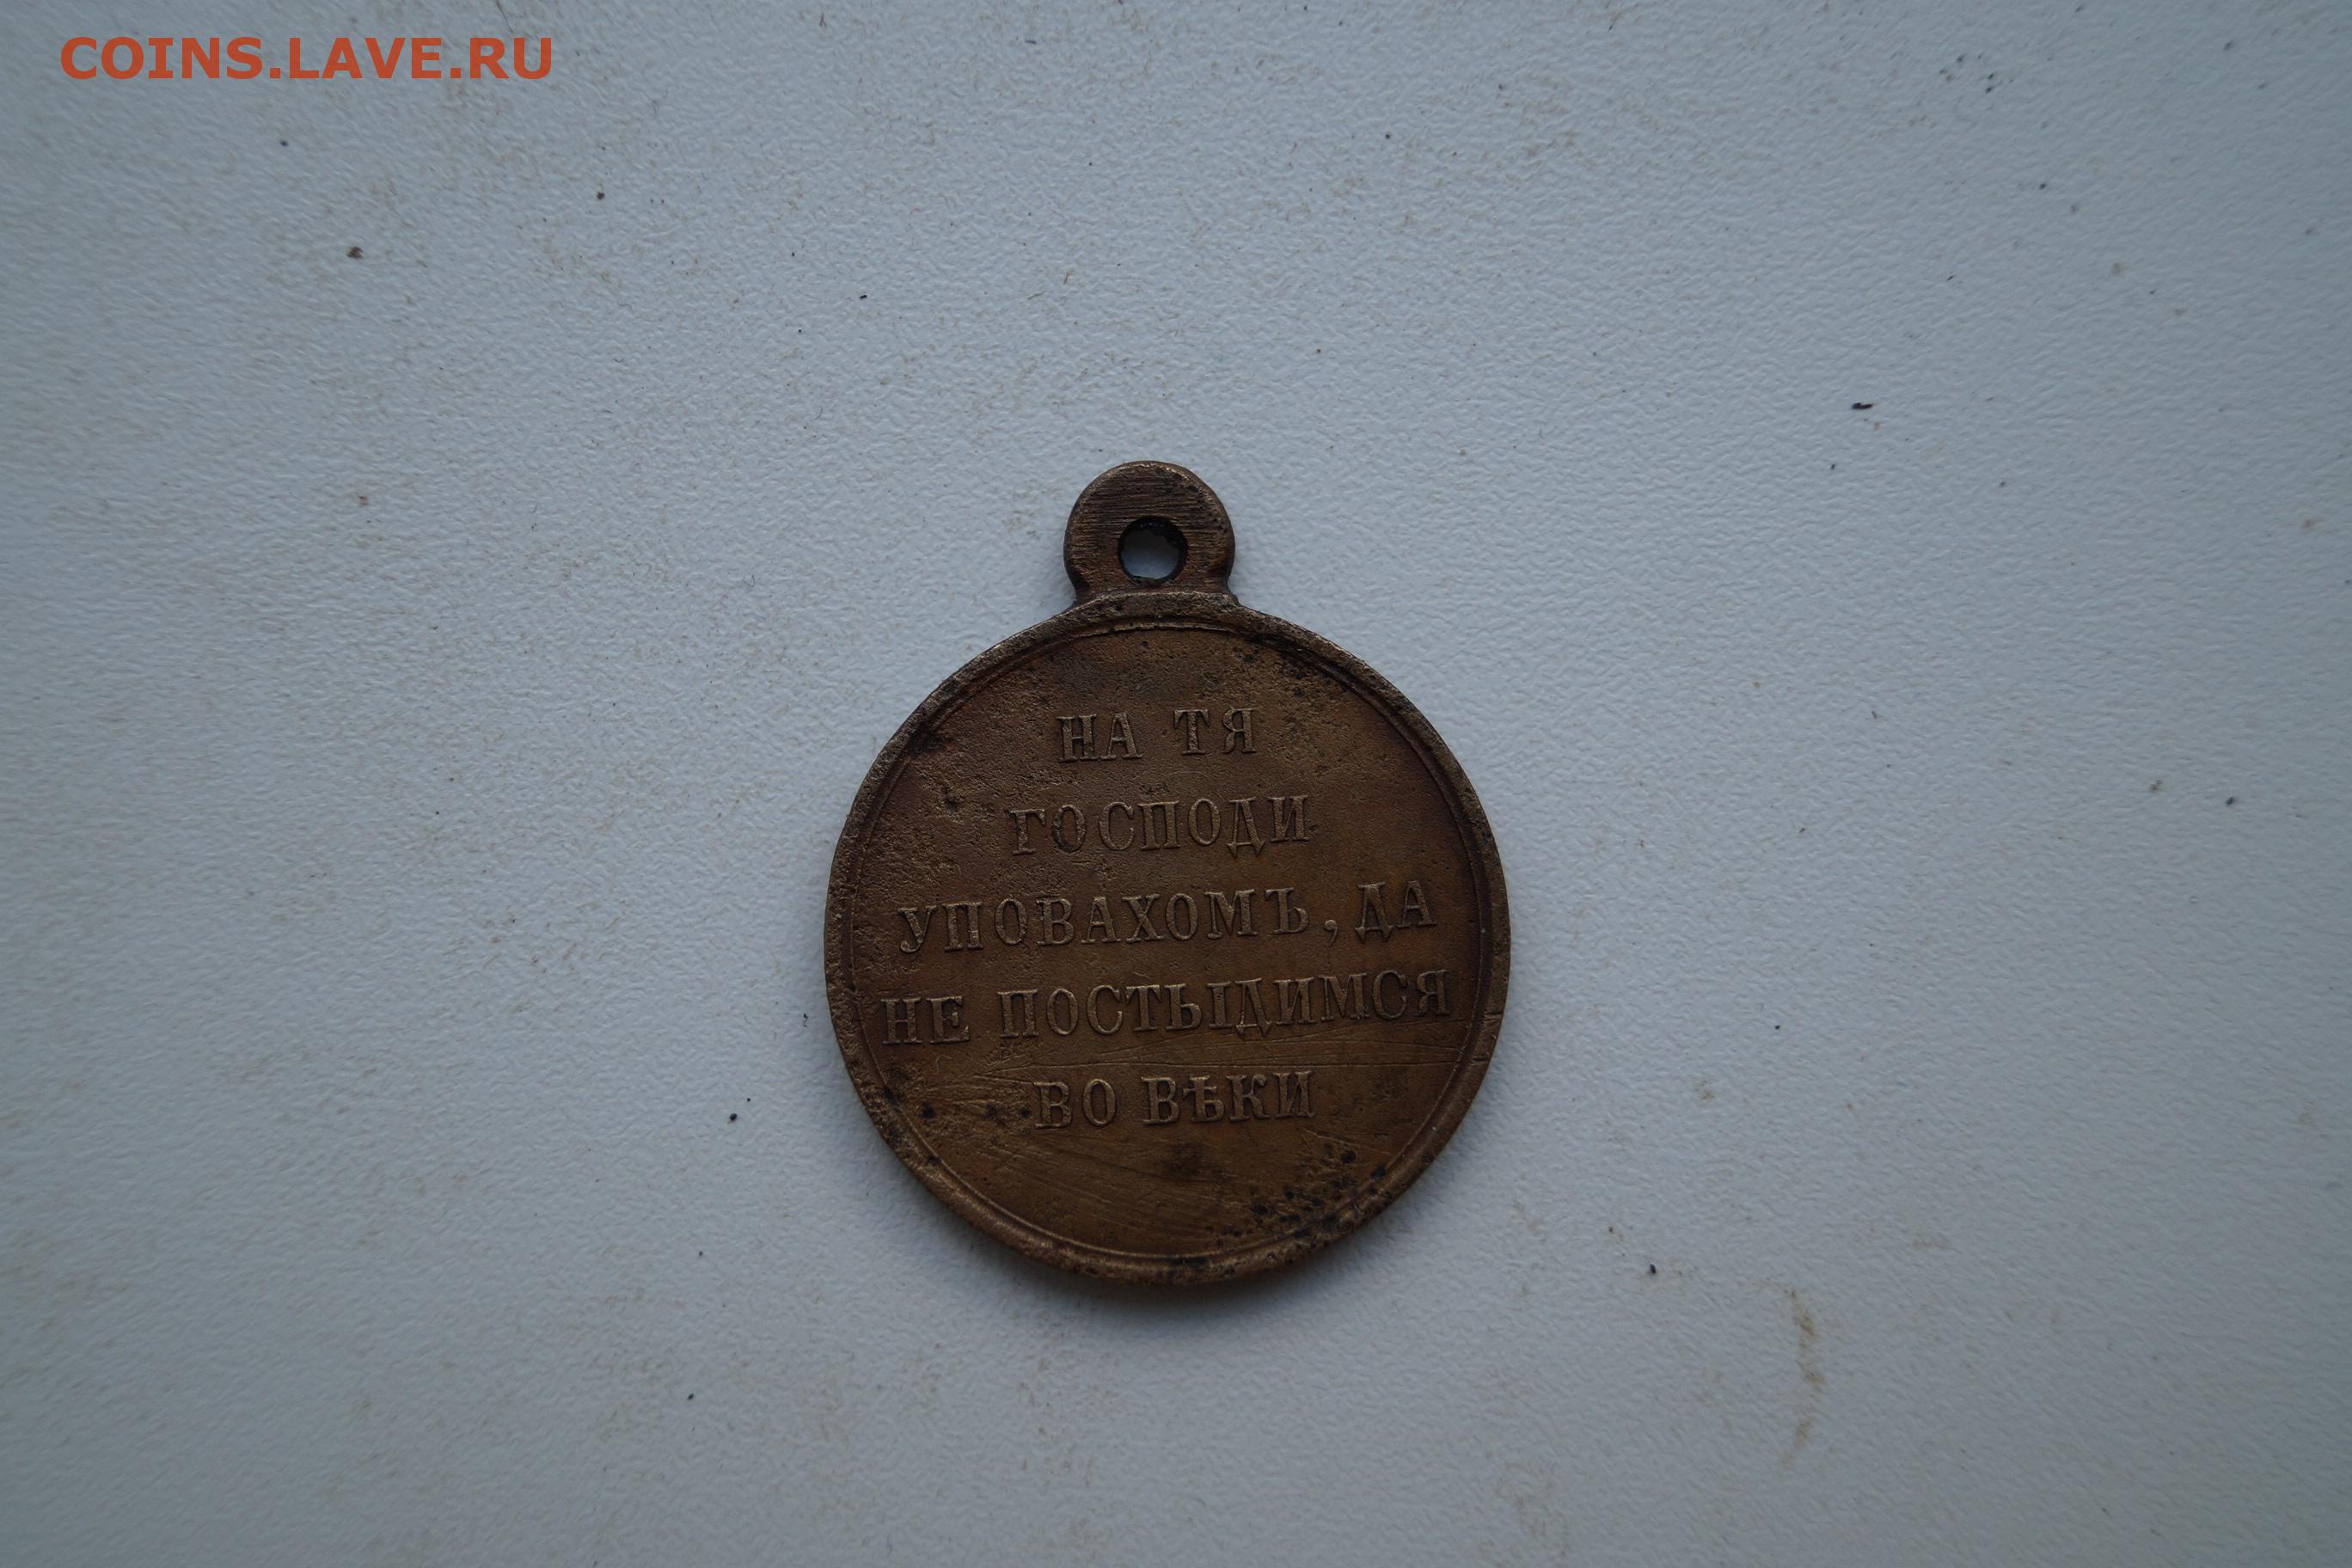 COINS.LAVE.RU
НА ТЯ
ГОСПОДИ
УПОВАХОМЪ, ДА
НЕ ПОСТЫДИМСЯ
ВО ВѢКИ